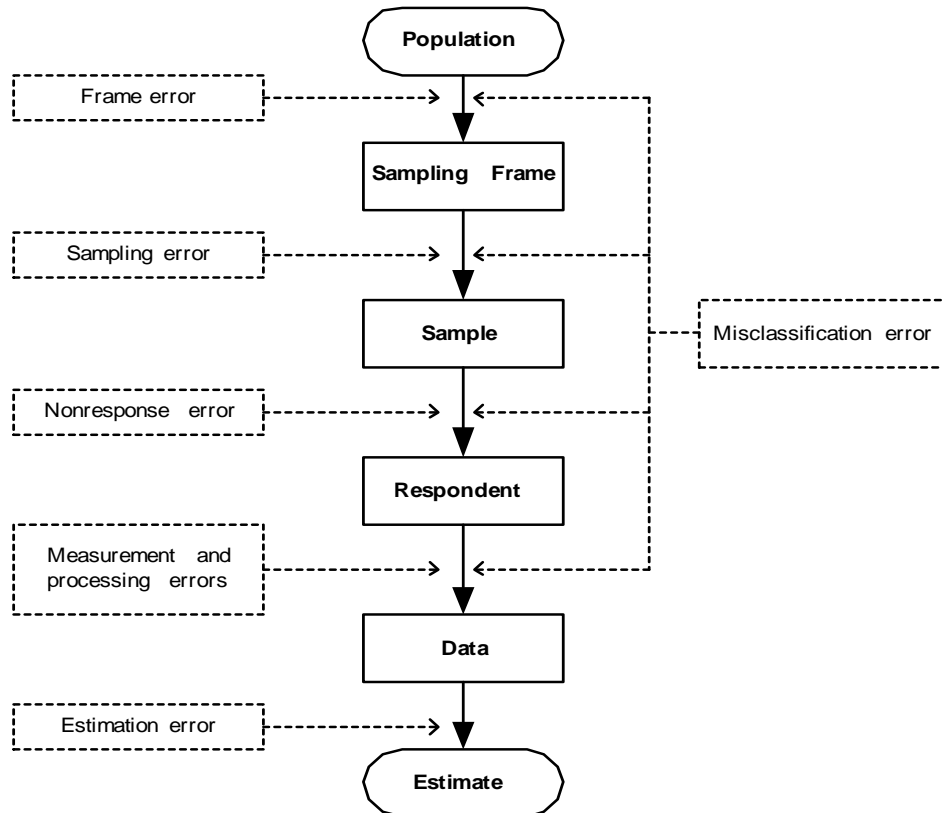 Population
Frame error
Sampling Frame
Sampling error
Sample
Misclassification error
Nonresponse error
Respondent
Measurement and
processing errors
Data
Estimation error
Estimate